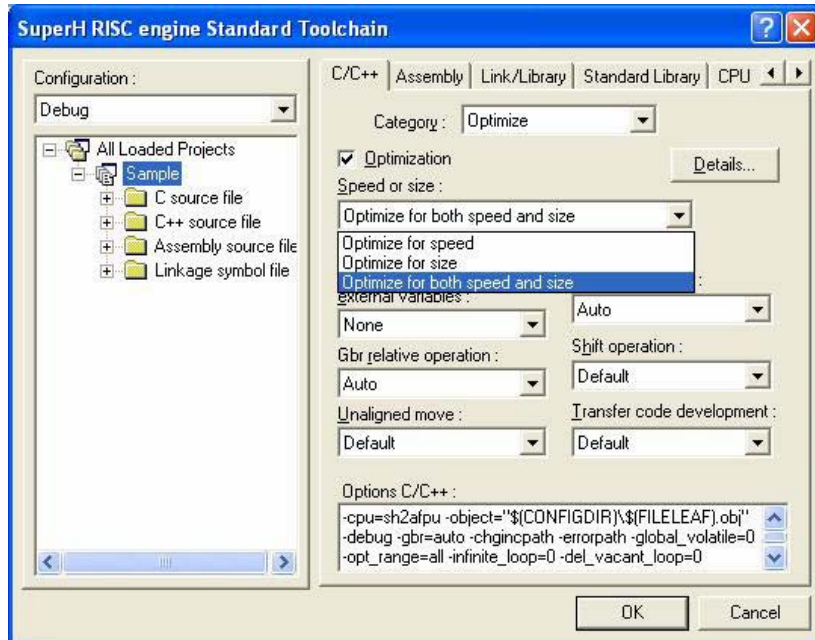 SuperH RISC engine Standard Toolchain
Configuration :
Debug
All Loaded Projects
Sample
C source file
C++ source file
Assembly source file
Linkage symbol file
C/C++
Assembly
Link/Library
Standard Library
CPU
Category : Optimize
Optimization
Details...
Speed or size :
Optimize for both speed and size
Optimize for speed
Optimize for size
Optimize for both speed and size
external variables :
:
None
Auto
Gbr relative operation :
Shift operation :
Auto
Default
Unaligned move :
Transfer code development :
Default
Default
Options C/C++ :
-cpu=sh2afpu -object="$(CONFIGDIR)\$(FILELEAF).obj"
-debug -gbr=auto -chgincpath -errorpath -global_volatile=0
-opt_range=all -infinite_loop=0 -del_vacant_loop=0
OK
Cancel